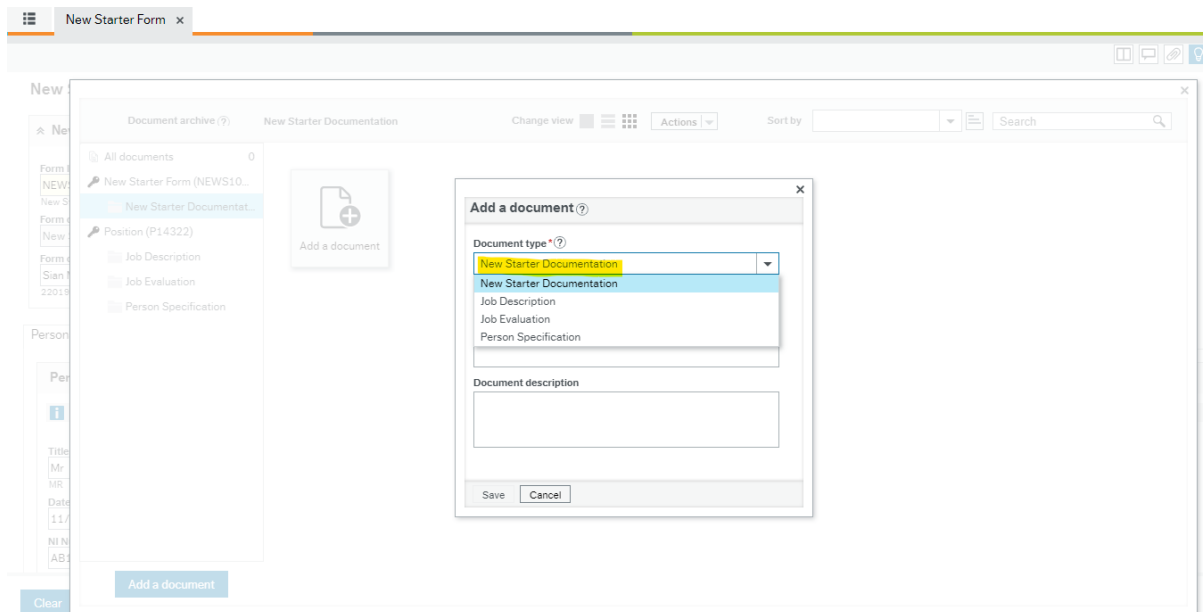 New Starter Form ×
New
Document archive (?) New Starter Documentation Change view Actions Sort by Search
All documents 0
New Starter Form (NEWS10...
New Starter Documentat...
Position (P14322)
Job Description
Job Evaluation
Person Specification
Add a document
Add a document
Ne
Form
NEWS
New S
Form
New
Form
Sian
22019
Person
Per
i
Title
Mr
MR
Date
11/
NI N
AB1
Clear
Add a document ?
Document type * ?
New Starter Documentation
New Starter Documentation
Job Description
Job Evaluation
Person Specification
Document description
Save Cancel